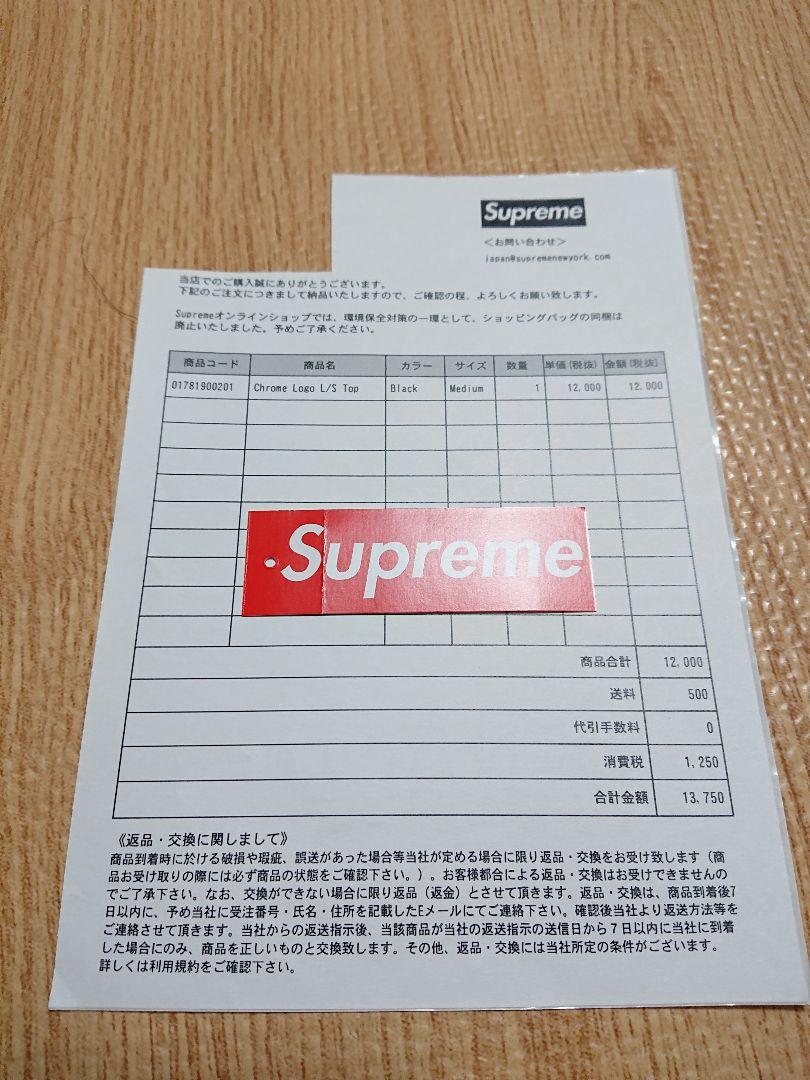 Supreme
＜お問い合わせ＞
japan@supremenewyork.com
当店でのご購入誠にありがとうございます。
下記のご注文につきまして納品いたしますので、ご確認の程、よろしくお願い致します。
Supremeオンラインショップでは、環境保全対策の一環として、ショッピングバッグの同梱は
廃止いたしました。予めご了承ください。
商品コード 商品名 カラー サイズ 数量 単価(税抜) 金額(税抜)
01781900201 Chrome Logo L/S Top Black Medium 1 12,000 12,000
Supreme
商品合計 12,000
送料 500
代引手数料 0
消費税 1,250
合計金額 13,750
《返品・交換に関しまして》
商品到着時に於ける破損や瑕疵、誤送があった場合等当社が定める場合に限り返品・交換をお受け致します（商
品お受け取りの際には必ず商品の状態をご確認下さい。）。お客様都合による返品・交換はお受けできませんの
でご了承下さい。なお、交換ができない場合に限り返品（返金）とさせて頂きます。返品・交換は、商品到着後7
日以内に、予め当社に受注番号・氏名・住所を記載したEメールにてご連絡下さい。確認後当社より返送方法等を
ご連絡させて頂きます。当社からの返送指示後、当該商品が当社の返送指示の送信日から７日以内に当社に到着
した場合にのみ、商品を正しいものと交換致します。その他、返品・交換には当社所定の条件がございます。
詳しくは利用規約をご確認下さい。